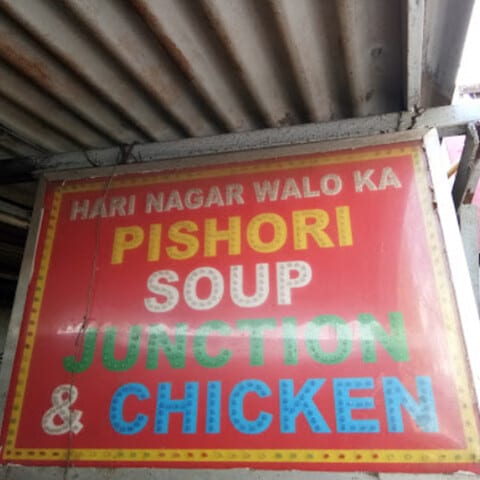 HARI NAGAR WALO KA
PISHORI
SOUP
JUNCTION
& CHICKEN